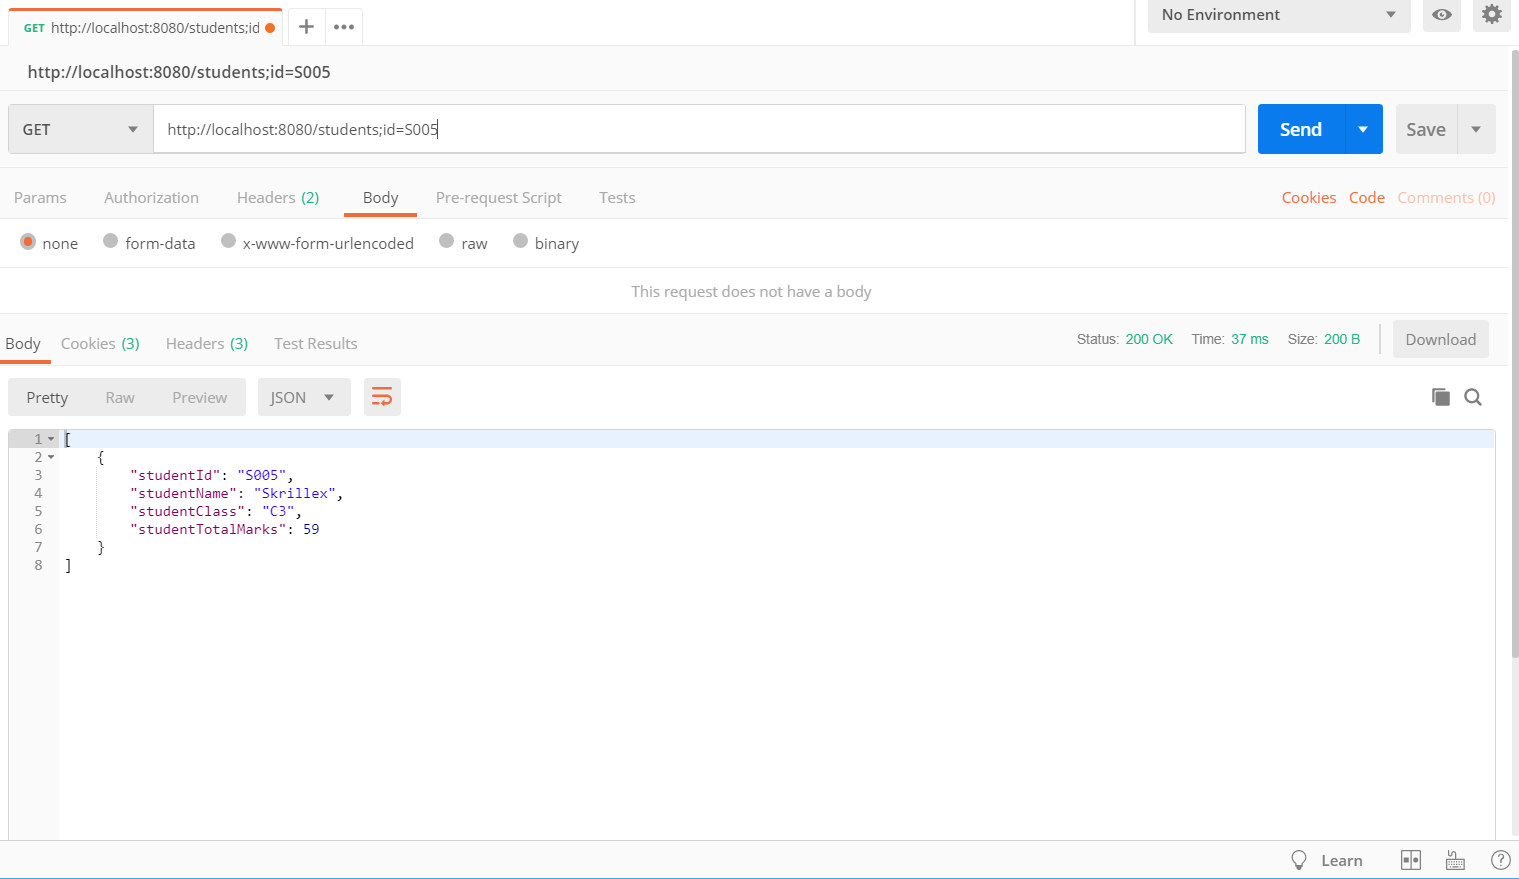 GET http://localhost:8080/students;id
No Environment
http://localhost:8080/students;id=S005
GET http://localhost:8080/students;id=S005 Send Save
Params Authorization Headers (2) Body Pre-request Script Tests Cookies Code Comments (0)
none form-data x-www-form-urlencoded raw binary
This request does not have a body
Body Cookies (3) Headers (3) Test Results Status: 200 OK Time: 37 ms Size: 200 B Download
Pretty Raw Preview JSON
1 [
2 {
3 "studentId": "S005",
4 "studentName": "Skrillex",
5 "studentClass": "C3",
6 "studentTotalMarks": 59
7 }
8 ]
Learn